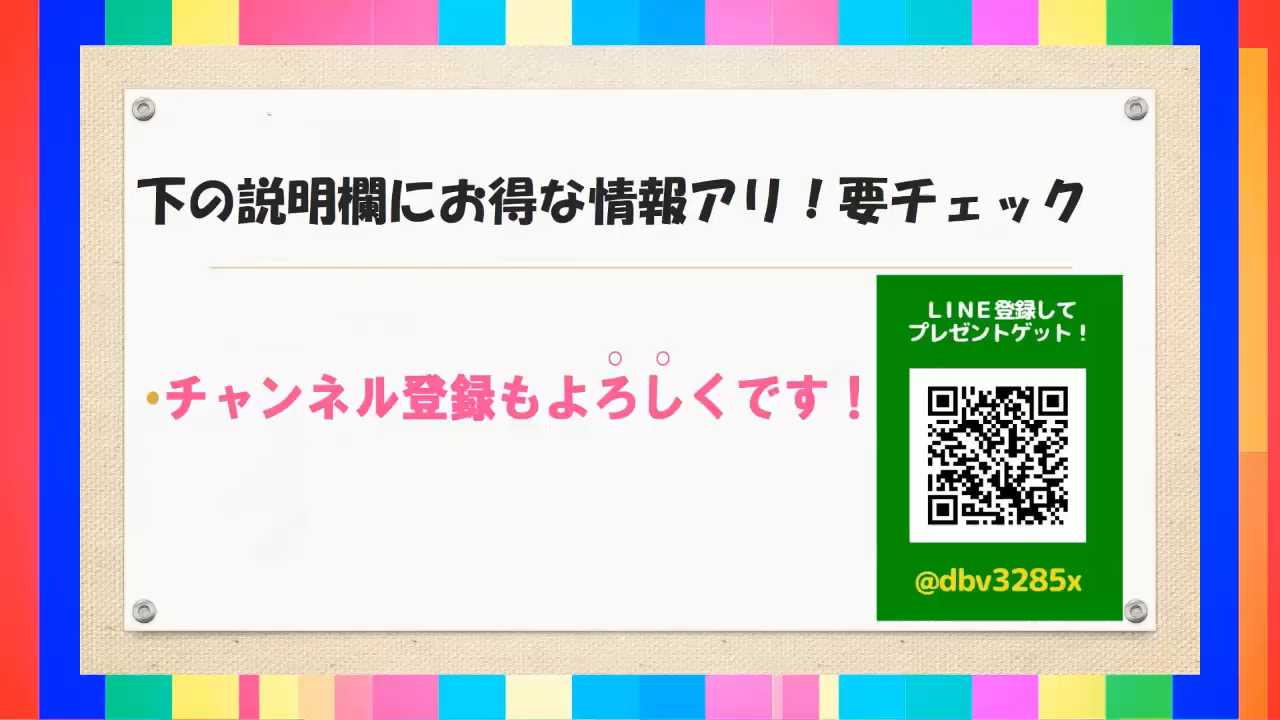 下の説明欄にお得な情報アリ！要チェック
•チャンネル登録もよろしくです！
LINE登録して
プレゼントゲット！
@dbv3285x